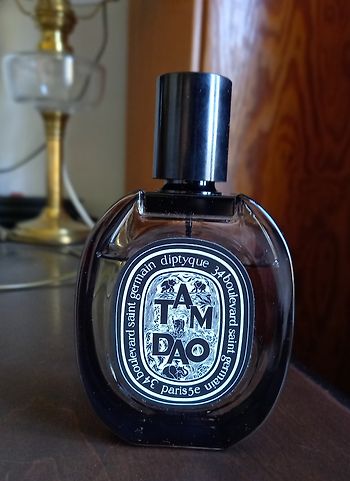 diptyque 34 boulevard saint germain paris 5e 34 boulevard saint germain
TAM
DAO